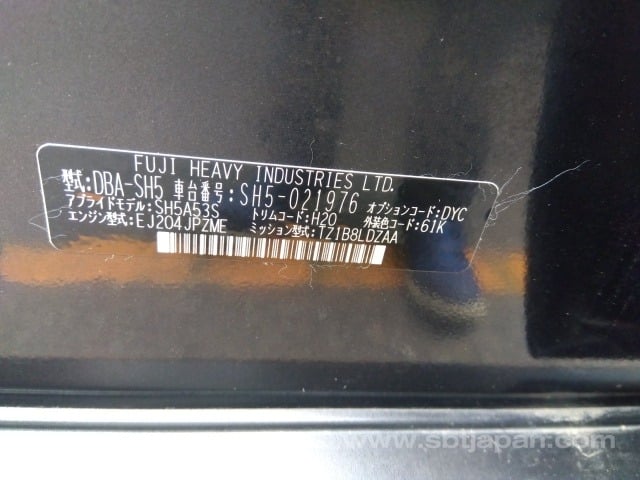 FUJI HEAVY INDUSTRIES LTD.
型式:DBA-SH5 車台番号:SH5-021976 オプションコード:DYC
アプライドモデル:SH5A53S トリムコード:H20 外装色コード:61K
エンジン型式:EJ204JPZME ミッション型式:TZ1B8LDZAA
www.sbtjapan.com